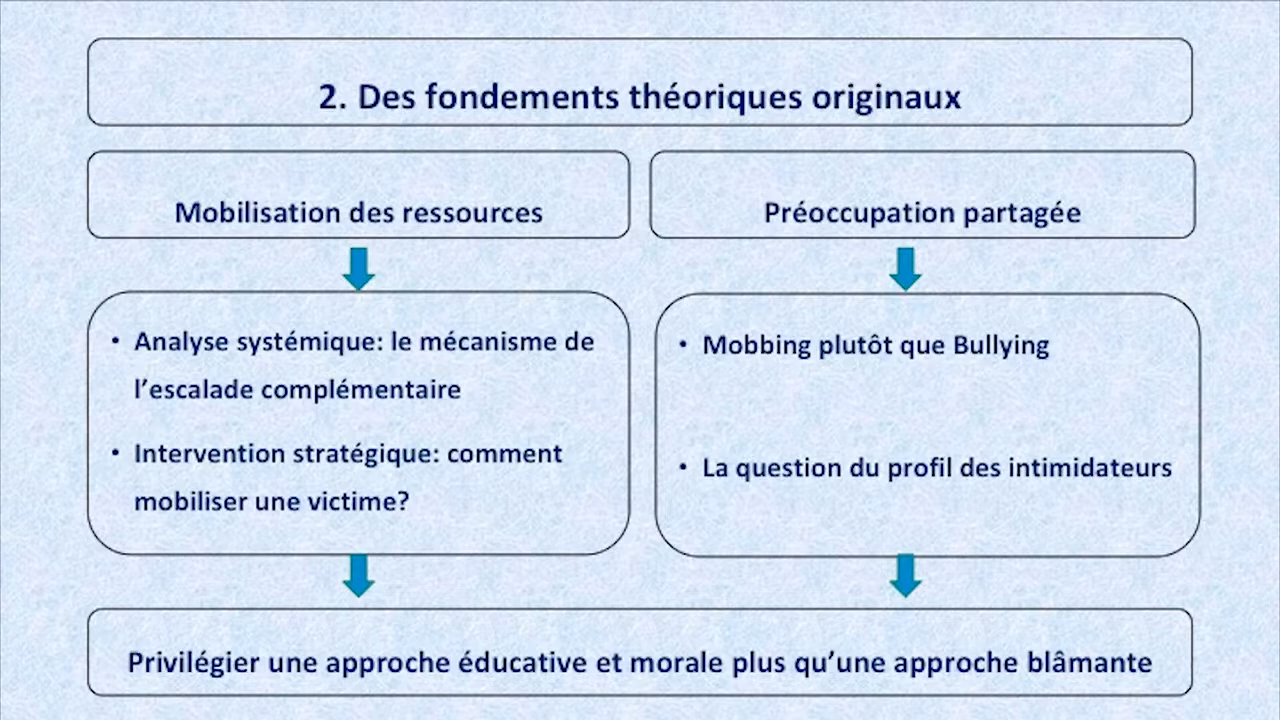 2. Des fondements théoriques originaux
Mobilisation des ressources
Préoccupation partagée
• Analyse systémique: le mécanisme de
l’escalade complémentaire
• Intervention stratégique: comment
mobiliser une victime?
• Mobbing plutôt que Bullying
• La question du profil des intimidateurs
Privilégier une approche éducative et morale plus qu’une approche blâmante